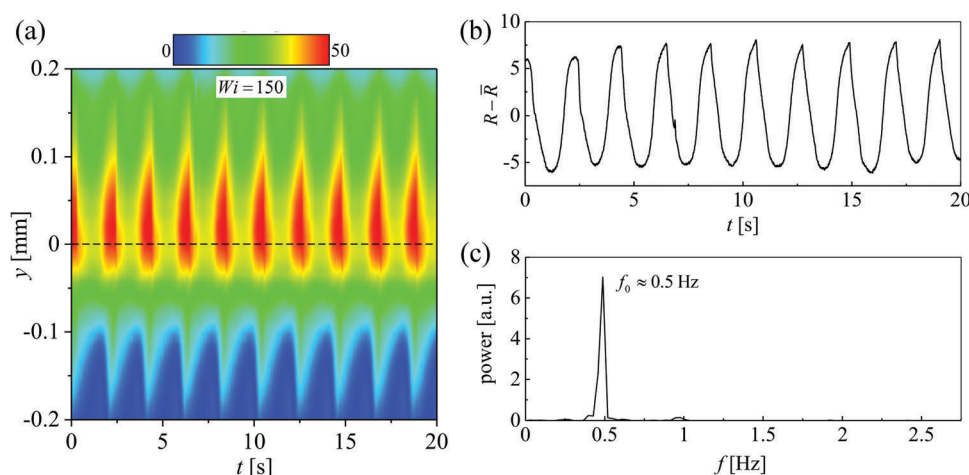 (a)
0
50
Wi = 150
0.2
0.1
0
-0.1
-0.2
y [mm]
0 5 10 15 20
t [s]
(b)
10
5
0
-5
R − R̅
0 5 10 15 20
t [s]
(c)
8
6
4
2
0
power [a.u.]
f₀ ≈ 0.5 Hz
0 0.5 1 1.5 2 2.5
f [Hz]